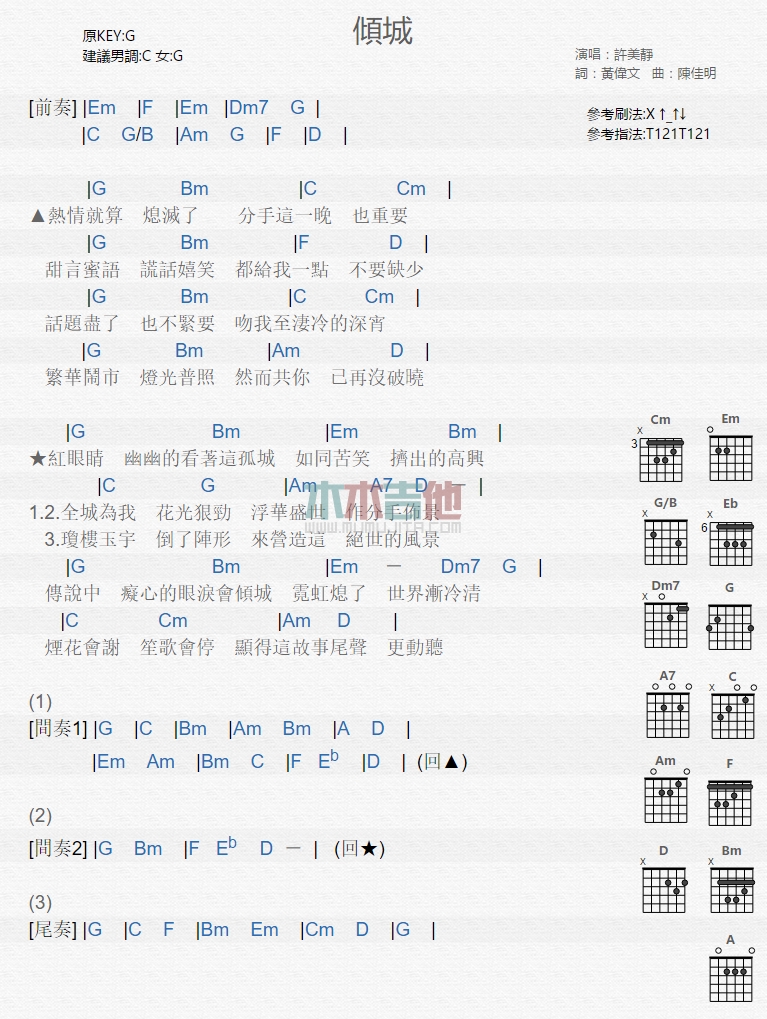 傾城
原KEY:G
建議男調:C 女:G
演唱：許美靜
詞：黃偉文 曲：陳佳明
參考刷法:X ↑_↑↓
參考指法:T121T121
[前奏] |Em |F |Em |Dm7 G |
|C G/B |Am G |F |D |
|G Bm |C Cm |
▲熱情就算 熄滅了 分手這一晚 也重要
|G Bm |F D |
甜言蜜語 謊話嬉笑 都給我一點 不要缺少
|G Bm |C Cm |
話題盡了 也不緊要 吻我至淒冷的深宵
|G Bm |Am D |
繁華鬧市 燈光普照 然而共你 已再沒破曉
|G Bm |Em Bm |
★紅眼睛 幽幽的看著這孤城 如同苦笑 擠出的高興
|C G |Am A7 D － |
木木吉他
WWW.MUMUJITA.COM
1.2.全城為我 花光狠勁 浮華盛世 作分手佈景
3.瓊樓玉宇 倒了陣形 來營造這 絕世的風景
|G Bm |Em － Dm7 G |
傳說中 癡心的眼淚會傾城 霓虹熄了 世界漸冷清
|C Cm |Am D |
煙花會謝 笙歌會停 顯得這故事尾聲 更動聽
(1)
[間奏1] |G |C |Bm |Am Bm |A D |
|Em Am |Bm C |F Eb |D | (回▲)
(2)
[間奏2] |G Bm |F Eb D － | (回★)
(3)
[尾奏] |G |C F |Bm Em |Cm D |G |
Cm Em
x
3
G/B Eb
x x
6
Dm7 G
x
A7 C
x
Am F
D Bm
x x
A